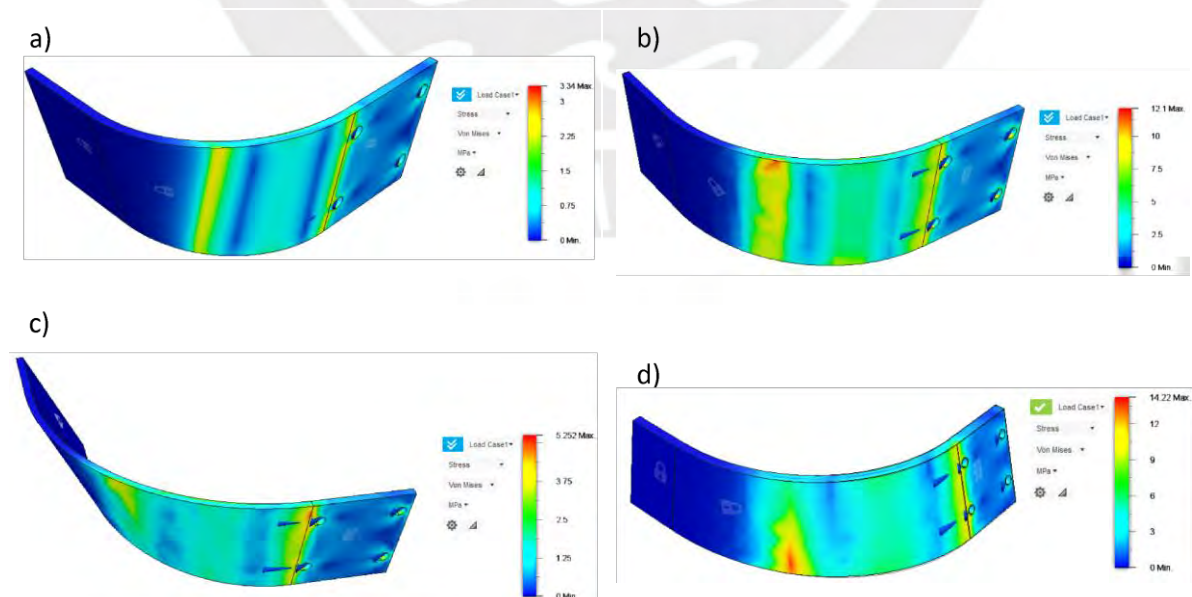 a)
Load Case1
Stress
Von Mises
MPa
3.34 Max.
3
2.25
1.5
0.75
0 Min.
b)
Load Case1
Stress
Von Mises
MPa
12.1 Max.
10
7.5
5
2.5
0 Min
c)
Load Case1
Stress
Von Mises
MPa
5.252 Max.
3.75
2.5
1.25
0 Min
d)
Load Case1
Stress
Von Mises
MPa
14.22 Max.
12
9
6
3
0 Min.